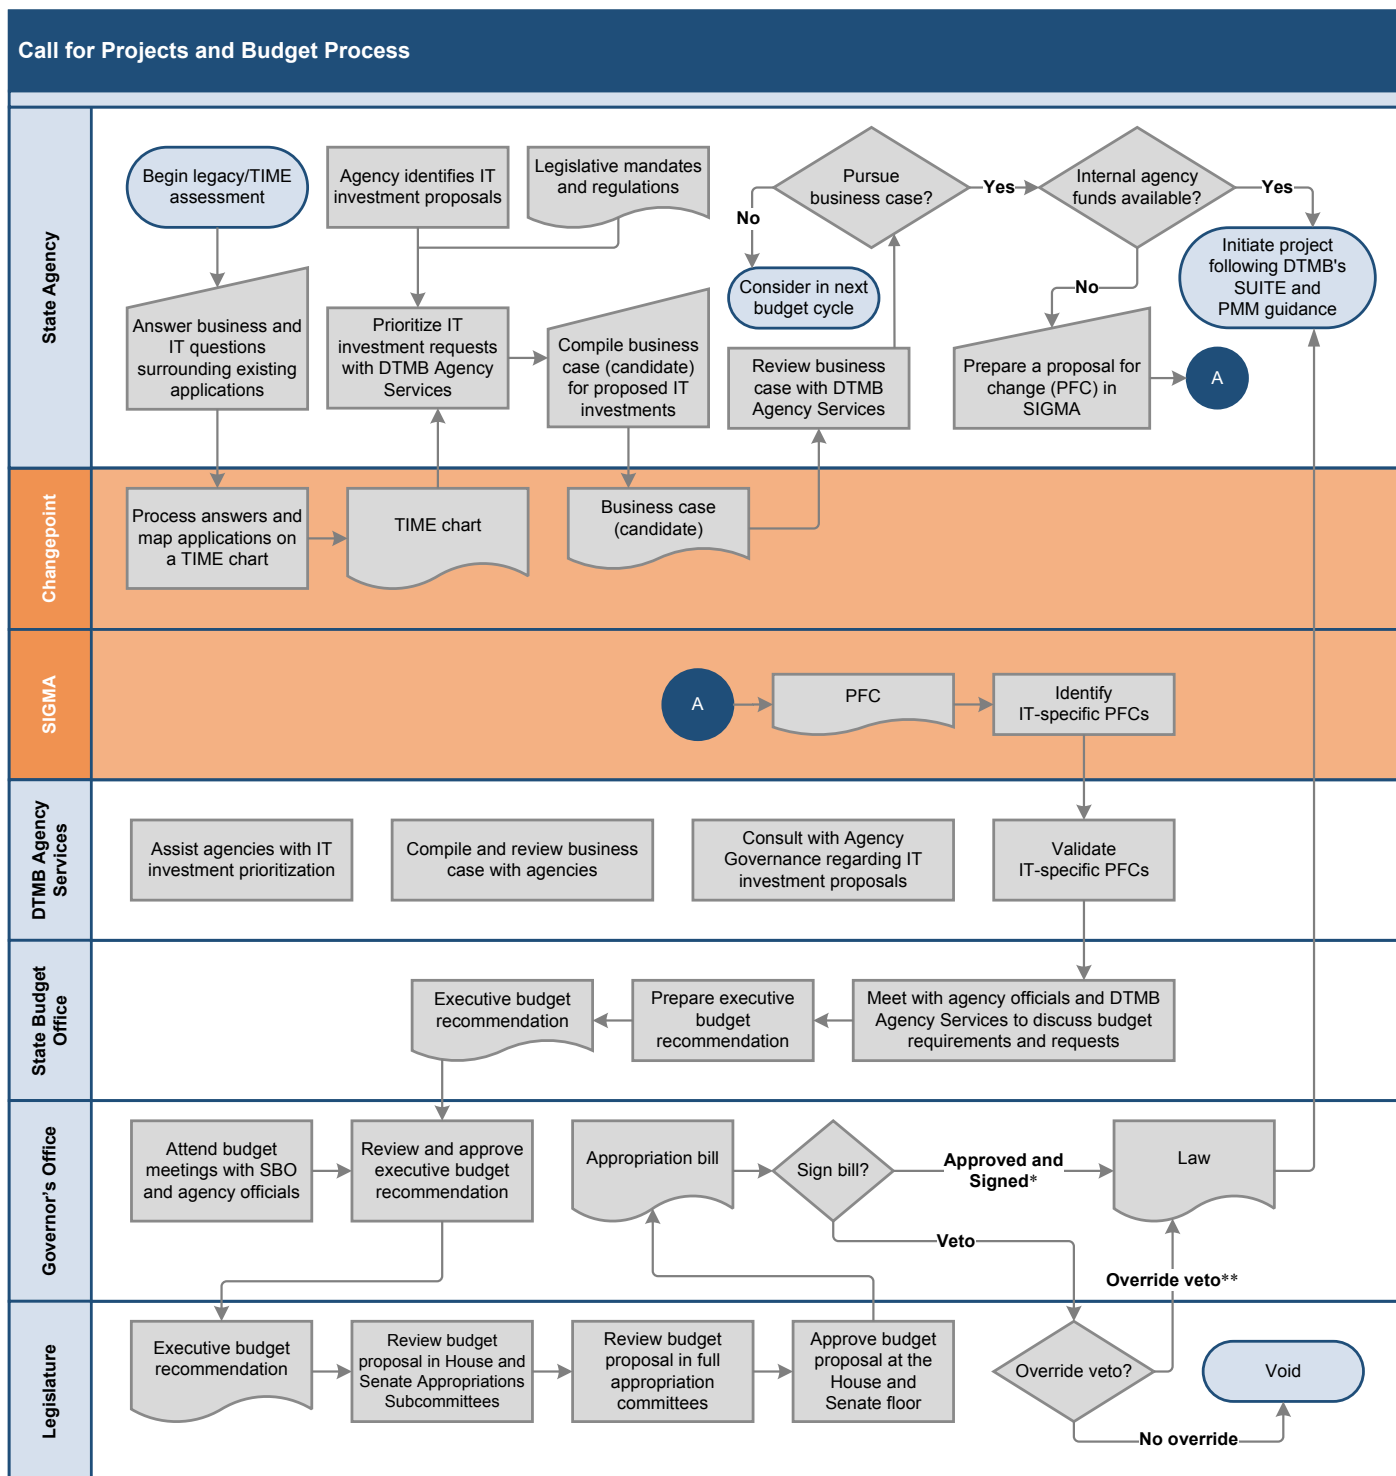 Call for Projects and Budget Process
State Agency
Begin legacy/TIME
assessment
Agency identifies IT
investment proposals
Legislative mandates
and regulations
Pursue
business case?
Yes
Internal agency
funds available?
Yes
No
Consider in next
budget cycle
No
Initiate project
following DTMB's
SUITE and
PMM guidance
Answer business and
IT questions
surrounding existing
applications
Prioritize IT
investment requests
with DTMB Agency
Services
Compile business
case (candidate)
for proposed IT
investments
Review business
case with DTMB
Agency Services
Prepare a proposal for
change (PFC) in
SIGMA
A
Changepoint
Process answers and
map applications on
a TIME chart
TIME chart
Business case
(candidate)
SIGMA
A
PFC
Identify
IT-specific PFCs
DTMB Agency
Services
Assist agencies with IT
investment prioritization
Compile and review business
case with agencies
Consult with Agency
Governance regarding IT
investment proposals
Validate
IT-specific PFCs
State Budget
Office
Executive budget
recommendation
Prepare executive
budget
recommendation
Meet with agency officials and DTMB
Agency Services to discuss budget
requirements and requests
Governor's Office
Attend budget
meetings with SBO
and agency officials
Review and approve
executive budget
recommendation
Appropriation bill
Sign bill?
Approved and
Signed*
Law
Veto
Override veto**
Legislature
Executive budget
recommendation
Review budget
proposal in House and
Senate Appropriations
Subcommittees
Review budget
proposal in full
appropriation
committees
Approve budget
proposal at the
House and
Senate floor
Override veto?
Void
No override